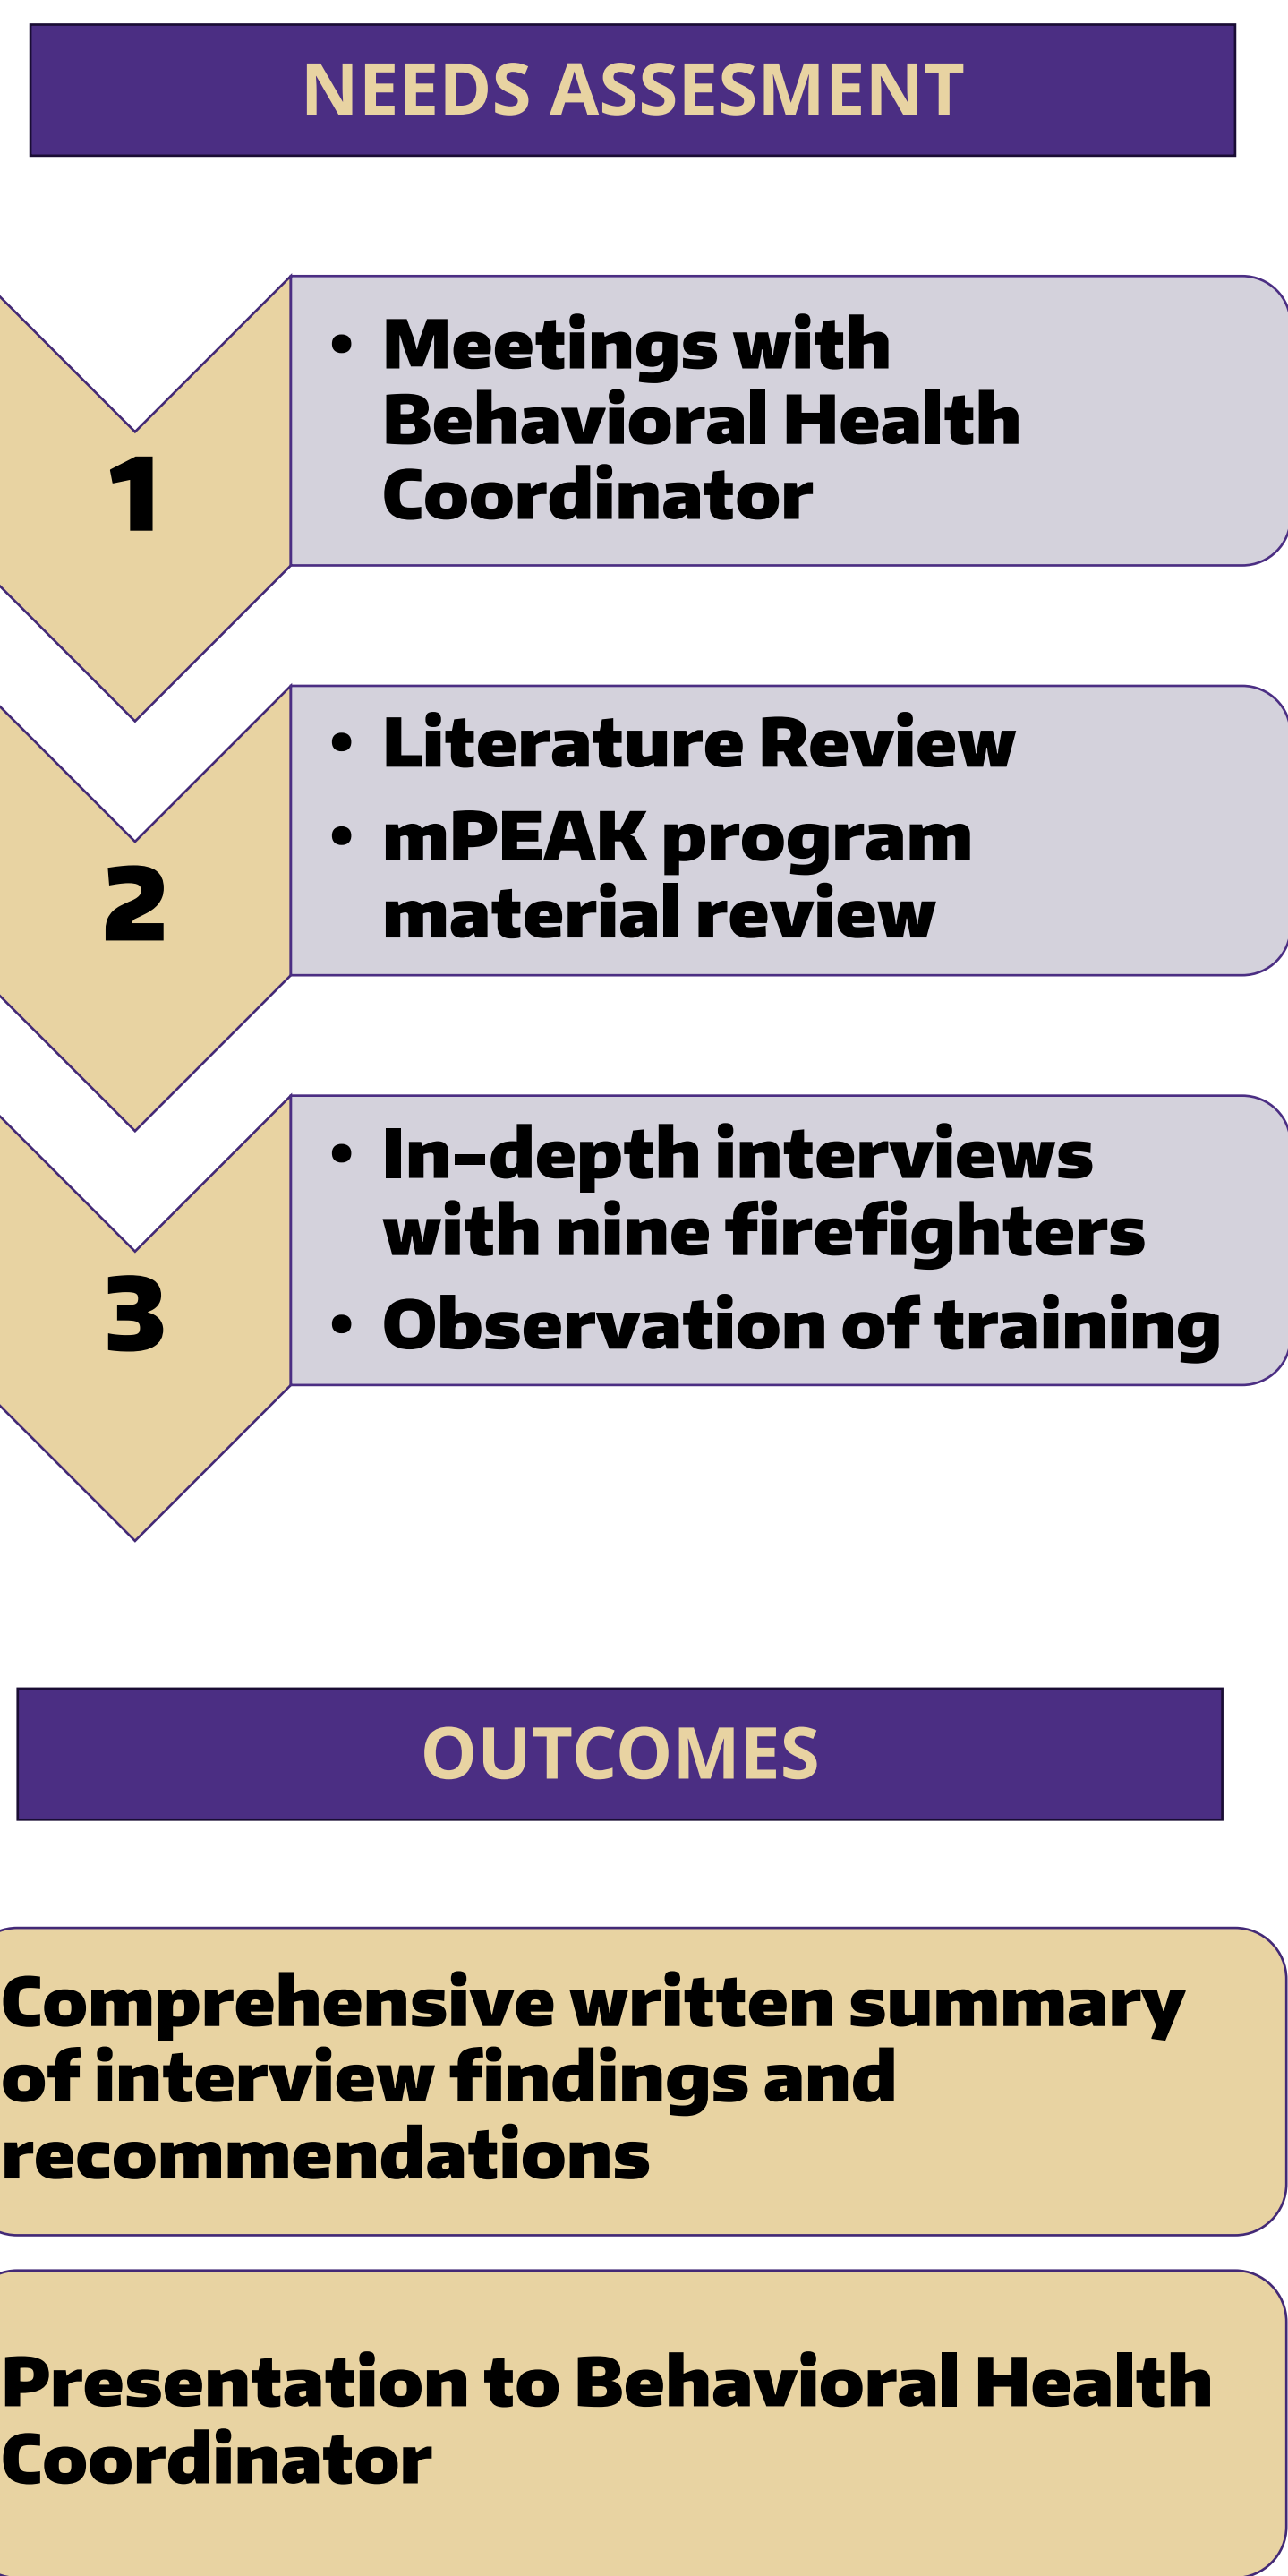 NEEDS ASSESMENT
1
• Meetings with
Behavioral Health
Coordinator
2
• Literature Review
• mPEAK program
material review
3
• In-depth interviews
with nine firefighters
• Observation of training
OUTCOMES
Comprehensive written summary
of interview findings and
recommendations
Presentation to Behavioral Health
Coordinator